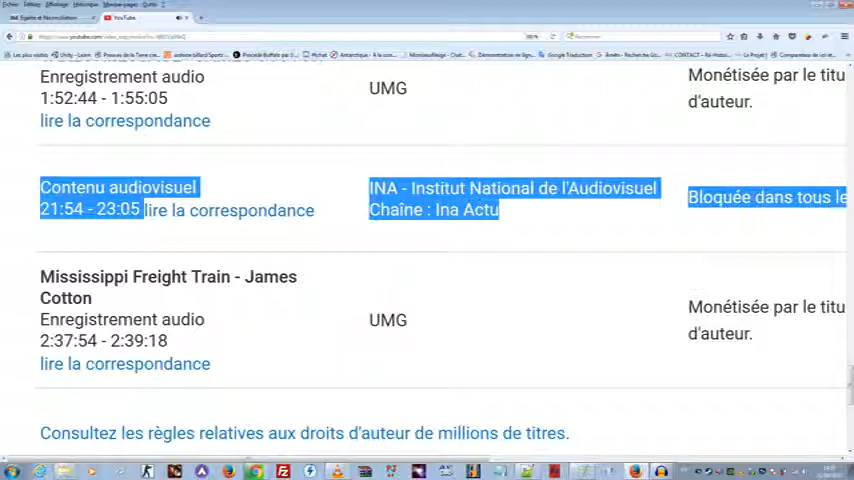 YouTube
Enregistrement audio
1:52:44 - 1:55:05
lire la correspondance
UMG
Monétisée par le titu
d'auteur.
Contenu audiovisuel
21:54 - 23:05 lire la correspondance
INA - Institut National de l'Audiovisuel
Chaîne : Ina Actu
Bloquée dans tous le
Mississippi Freight Train - James
Cotton
Enregistrement audio
2:37:54 - 2:39:18
lire la correspondance
UMG
Monétisée par le titu
d'auteur.
Consultez les règles relatives aux droits d'auteur de millions de titres.